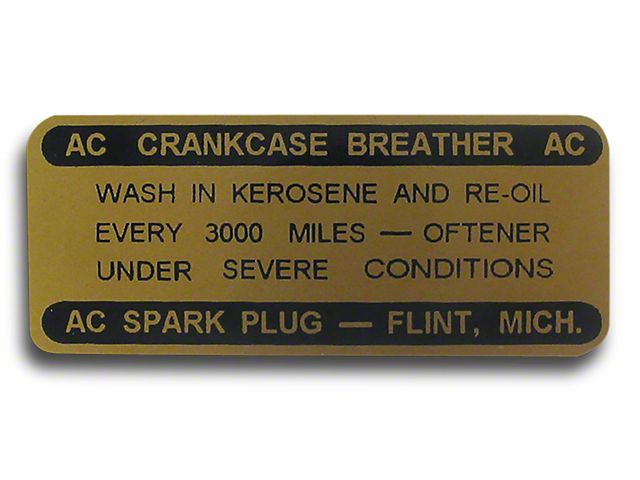 AC CRANKCASE BREATHER AC
WASH IN KEROSENE AND RE-OIL
EVERY 3000 MILES — OFTENER
UNDER SEVERE CONDITIONS
AC SPARK PLUG — FLINT, MICH.